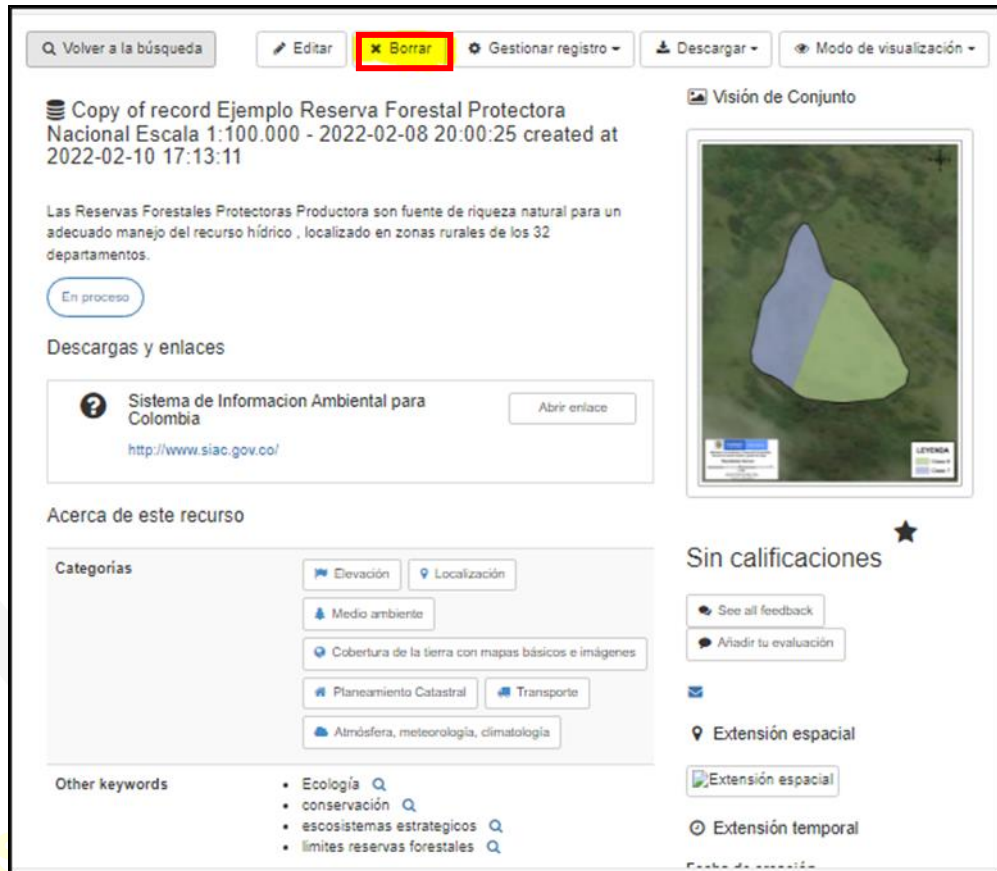 Volver a la búsqueda
Editar
Borrar
Gestionar registro
Descargar
Modo de visualización
Copy of record Ejemplo Reserva Forestal Protectora
Nacional Escala 1:100.000 - 2022-02-08 20:00:25 created at
2022-02-10 17:13:11
Las Reservas Forestales Protectoras Productora son fuente de riqueza natural para un
adecuado manejo del recurso hídrico , localizado en zonas rurales de los 32
departamentos.
En proceso
Descargas y enlaces
Sistema de Informacion Ambiental para
Colombia
Abrir enlace
http://www.siac.gov.co/
Acerca de este recurso
Categorías
Elevación
Localización
Medio ambiente
Cobertura de la tierra con mapas básicos e imágenes
Planeamiento Catastral
Transporte
Atmósfera, meteorología, climatología
Other keywords
Ecología
conservación
escosistemas estrategicos
limites reservas forestales
Visión de Conjunto
LEYENDA
Sin calificaciones
See all feedback
Añadir tu evaluación
Extensión espacial
Extensión espacial
Extensión temporal
Fecha de creación